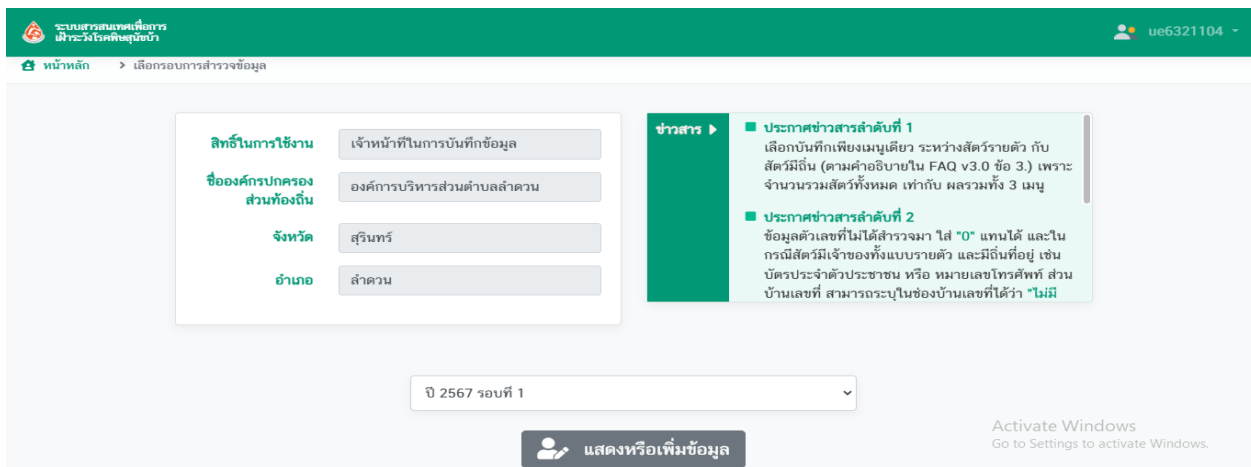 ระบบสารสนเทศเพื่อการ
เฝ้าระวังโรคพิษสุนัขบ้า
ue6321104
หน้าหลัก > เลือกรอบการสำรวจข้อมูล
สิทธิ์ในการใช้งาน เจ้าหน้าที่ในการบันทึกข้อมูล
ชื่อองค์กรปกครอง
ส่วนท้องถิ่น องค์การบริหารส่วนตำบลลำดวน
จังหวัด สุรินทร์
อำเภอ ลำดวน
ข่าวสาร
ประกาศข่าวสารลำดับที่ 1
เลือกบันทึกเพียงเมนูเดียว ระหว่างสัตว์รายตัว กับ
สัตว์มีถิ่น (ตามคำอธิบายใน FAQ v3.0 ข้อ 3.) เพราะ
จำนวนรวมสัตว์ทั้งหมด เท่ากับ ผลรวมทั้ง 3 เมนู
ประกาศข่าวสารลำดับที่ 2
ข้อมูลตัวเลขที่ไม่ได้สำรวจมา ใส่ "0" แทนได้ และใน
กรณีสัตว์มีเจ้าของทั้งแบบรายตัว และมีถิ่นที่อยู่ เช่น
บัตรประจำตัวประชาชน หรือ หมายเลขโทรศัพท์ ส่วน
บ้านเลขที่ สามารถระบุในช่องบ้านเลขที่ได้ว่า "ไม่มี
ปี 2567 รอบที่ 1
แสดงหรือเพิ่มข้อมูล
Activate Windows
Go to Settings to activate Windows.